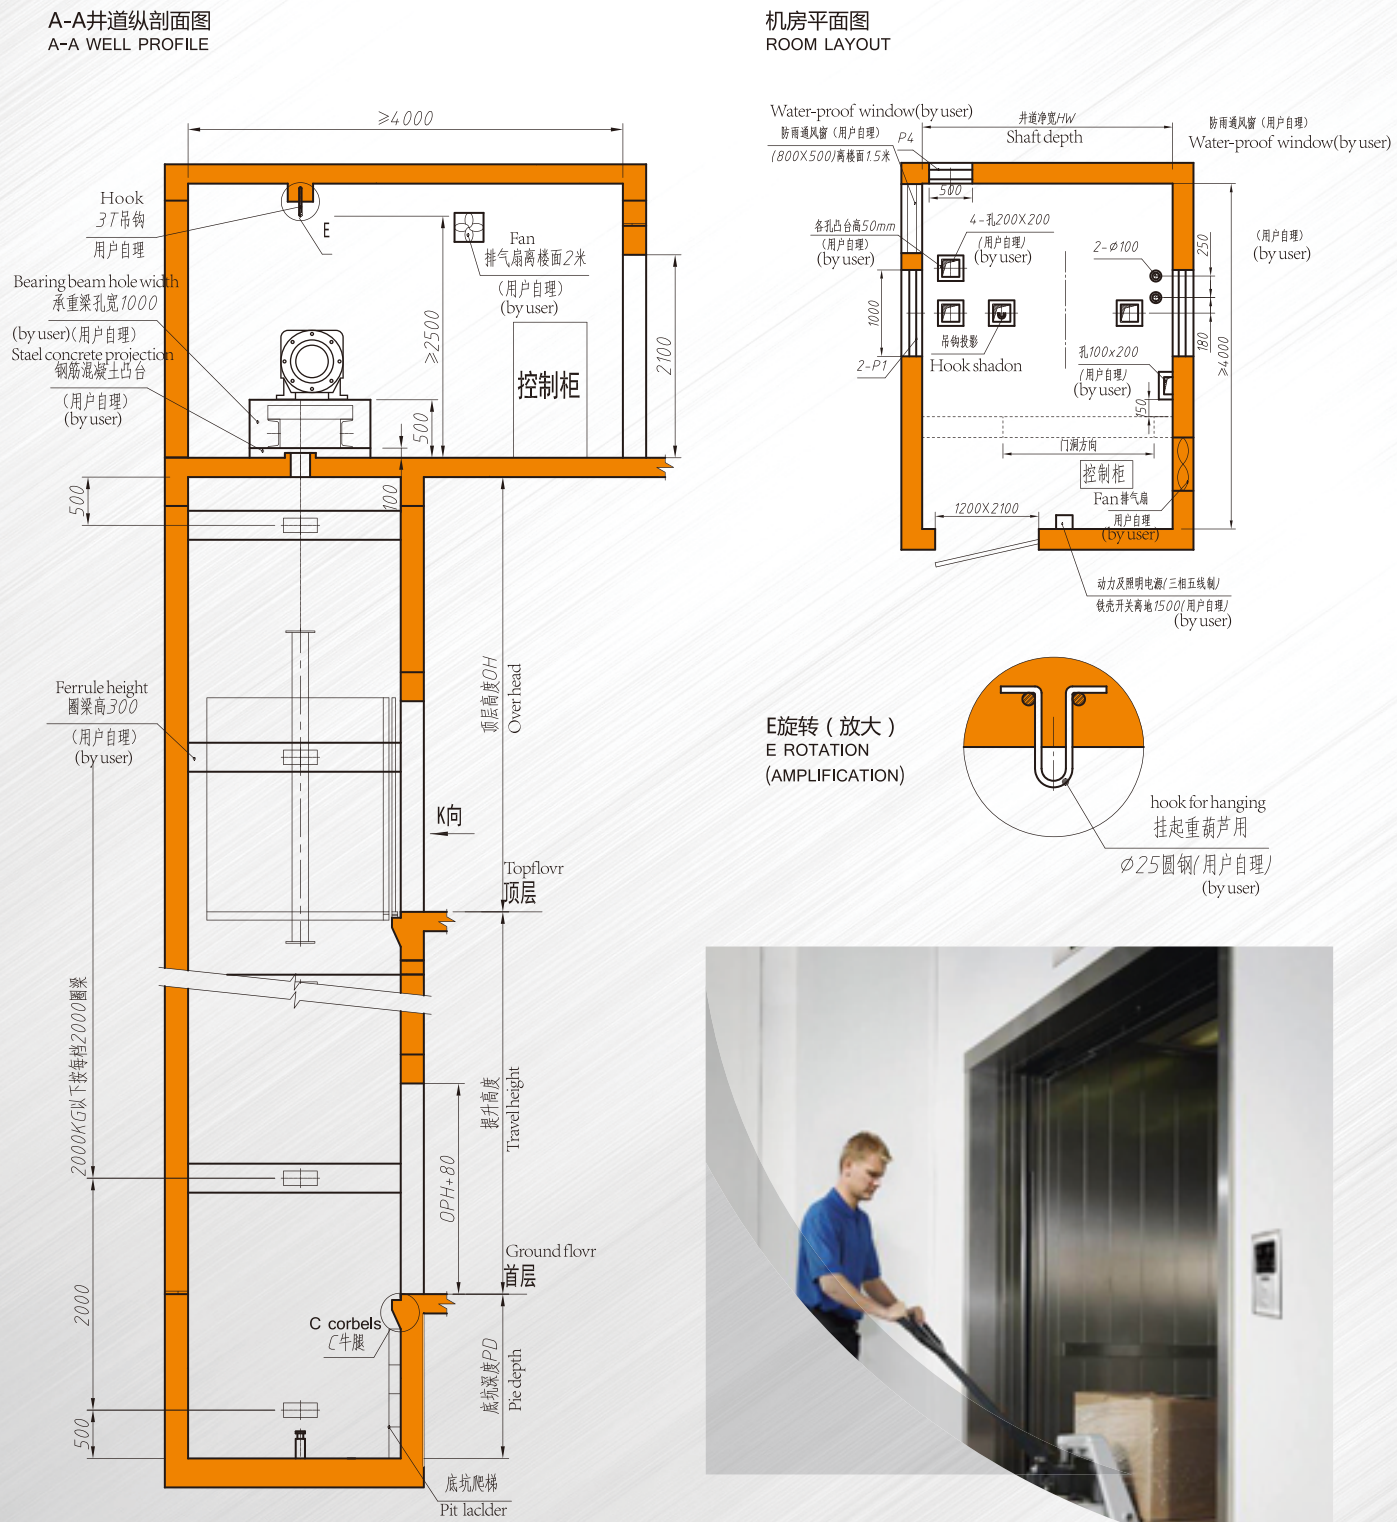 A-A井道纵剖面图
A-A WELL PROFILE
≥4000
Hook
3T吊钩
用户自理
E
Fan
排气扇离楼面2米
(用户自理)
(by user)
Bearing beam hole width
承重梁孔宽1000
(by user)(用户自理)
Stael concrete projection
钢筋混凝土凸台
(用户自理)
(by user)
≥2500
2100
控制柜
500
100
500
Ferrule height
圈梁高300
(用户自理)
(by user)
顶层高度OH
Over head
K向
Topflovr
顶层
2000KG以下按每档2000圈梁
提升高度
Travel height
OPH+80
Ground flovr
首层
2000
C corbels
C牛腿
底坑深度PD
Pie depth
500
底坑爬梯
Pit laclder
机房平面图
ROOM LAYOUT
Water-proof window(by user)
防雨通风窗(用户自理)
(800X500)离楼面1.5米
P4
井道净宽HW
Shaft depth
防雨通风窗(用户自理)
Water-proof window(by user)
500
各孔凸台高50mm
(用户自理)
(by user)
4-孔200X200
(用户自理)
(by user)
2-Φ100
250
(用户自理)
(by user)
1000
吊钩投影
Hook shadon
2-P1
孔100x200
(用户自理)
(by user)
180
≥4000
150
门洞方向
控制柜
Fan排气扇
用户自理
(by user)
1200X2100
动力及照明电源(三相五线制)
铁壳开关离地1500(用户自理)
(by user)
E旋转(放大)
E ROTATION
(AMPLIFICATION)
hook for hanging
挂起重葫芦用
Φ25圆钢(用户自理)
(by user)